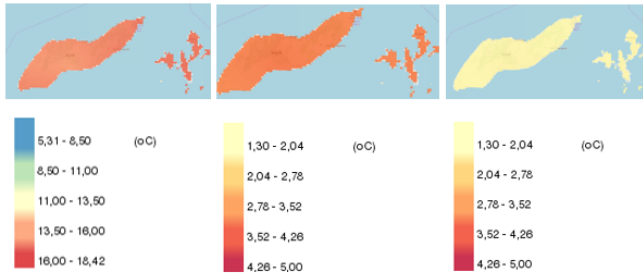 5,31 - 8,50 (oC)
8,50 - 11,00
11,00 - 13,50
13,50 - 16,00
16,00 - 18,42
1,30 - 2,04 (oC)
2,04 - 2,78
2,78 - 3,52
3,52 - 4,26
4,26 - 5,00
1,30 - 2,04 (oC)
2,04 - 2,78
2,78 - 3,52
3,52 - 4,26
4,26 - 5,00